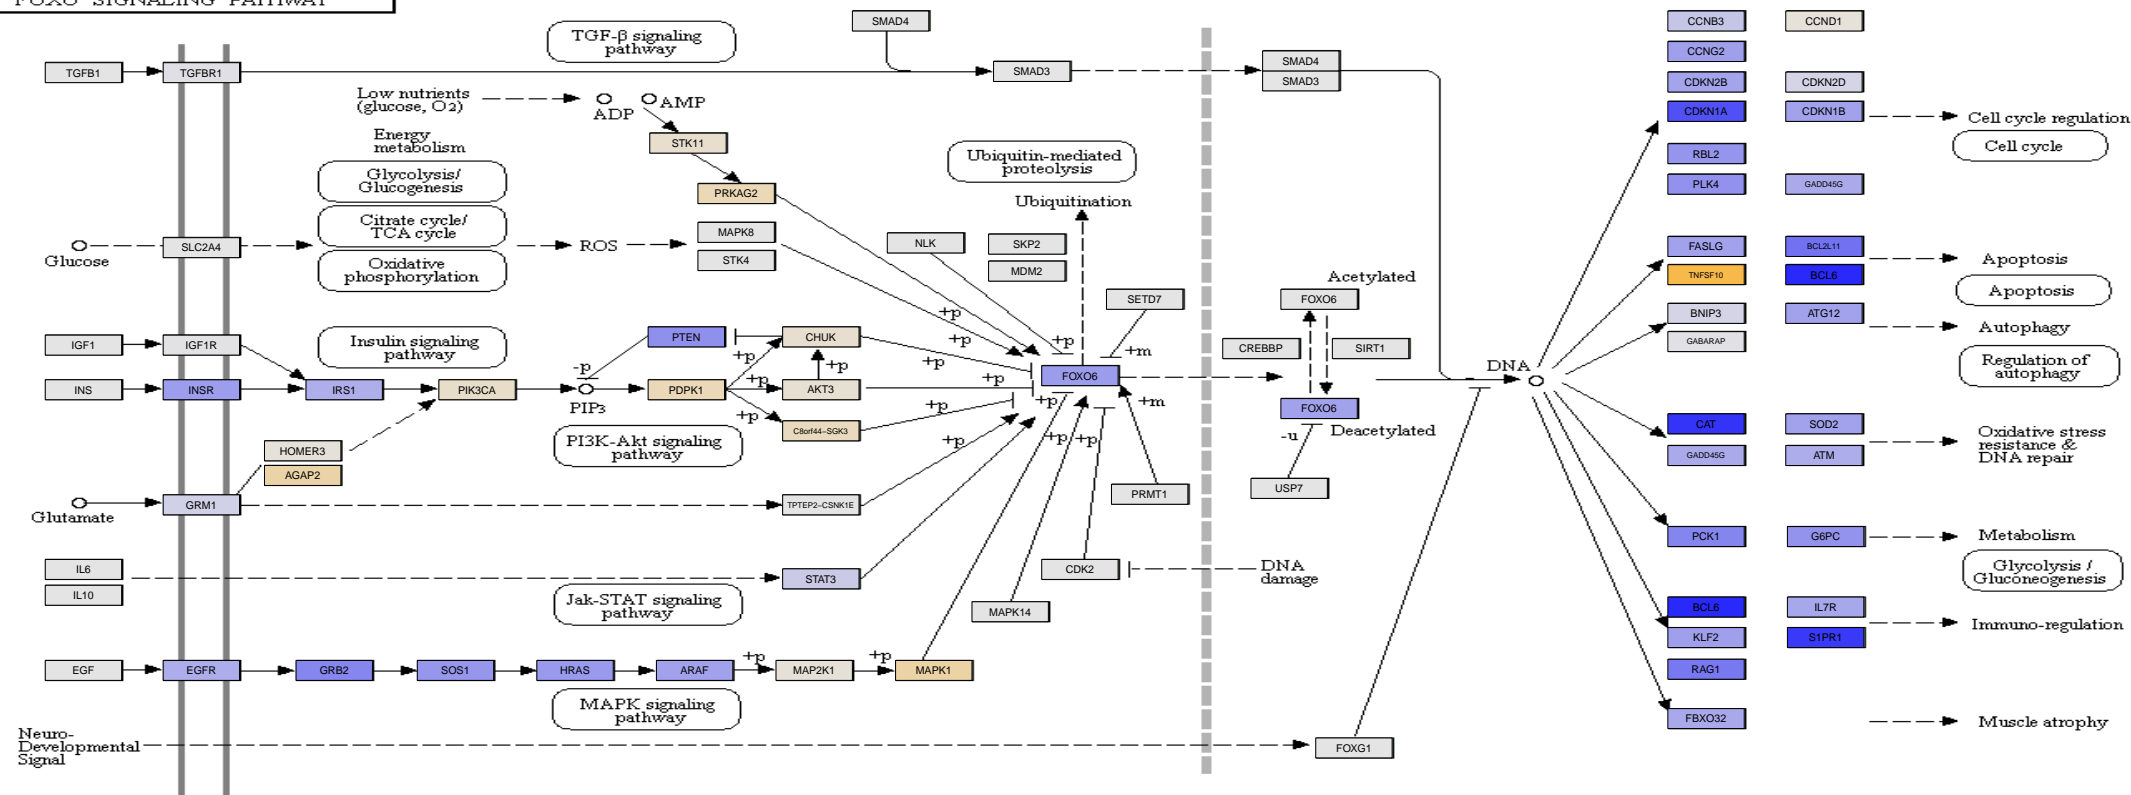 FOXO SIGNALING PATHWAY
SMAD4
CCNB3
CCND1
TGF-β signaling
pathway
CCNG2
TGFB1
TGFBR1
SMAD3
SMAD4
SMAD3
CDKN2B
CDKN2D
Low nutrients
(glucose, O2)
ADP
AMP
CDKN1A
CDKN1B
Cell cycle regulation
Cell cycle
Energy
metabolism
STK11
Glycolysis/
Glucogenesis
Ubiquitin-mediated
proteolysis
RBL2
PLK4
GADD45G
PRKAG2
Ubiquitination
Citrate cycle/
TCA cycle
MAPK8
STK4
NLK
SKP2
MDM2
Glucose
SLC2A4
ROS
Oxidative
phosphorylation
FASLG
BCL2L11
TNFSF10
BCL6
Apoptosis
Apoptosis
Acetylated
FOXO6
SETD7
+p
+p
+m
BNIP3
ATG12
GABARAP
Autophagy
Regulation of
autophagy
IGF1
IGF1R
Insulin signaling
pathway
PTEN
CHUK
+p
+p
+p
CREBBP
SIRT1
DNA
INS
INSR
IRS1
PIK3CA
-p
PIP3
PDPK1
+p
+p
AKT3
+p
FOXO6
+m
+p
+p
+p
C8orf44-SGK3
+p
+p
+p
FOXO6
-u
Deacetylated
PI3K-Akt signaling
pathway
HOMER3
AGAP2
CAT
SOD2
GADD45G
ATM
Oxidative stress
resistance &
DNA repair
Glutamate
GRM1
TPTEP2-CSNK1E
PRMT1
USP7
PCK1
G6PC
Metabolism
Glycolysis /
Gluconeogenesis
IL6
IL10
STAT3
Jak-STAT signaling
pathway
CDK2
DNA
damage
MAPK14
BCL6
IL7R
KLF2
S1PR1
Immuno-regulation
RAG1
EGF
EGFR
GRB2
SOS1
HRAS
ARAF
+p
MAP2K1
+p
MAPK1
MAPK signaling
pathway
FBXO32
Muscle atrophy
Neuro-
Developmental
Signal
FOXG1